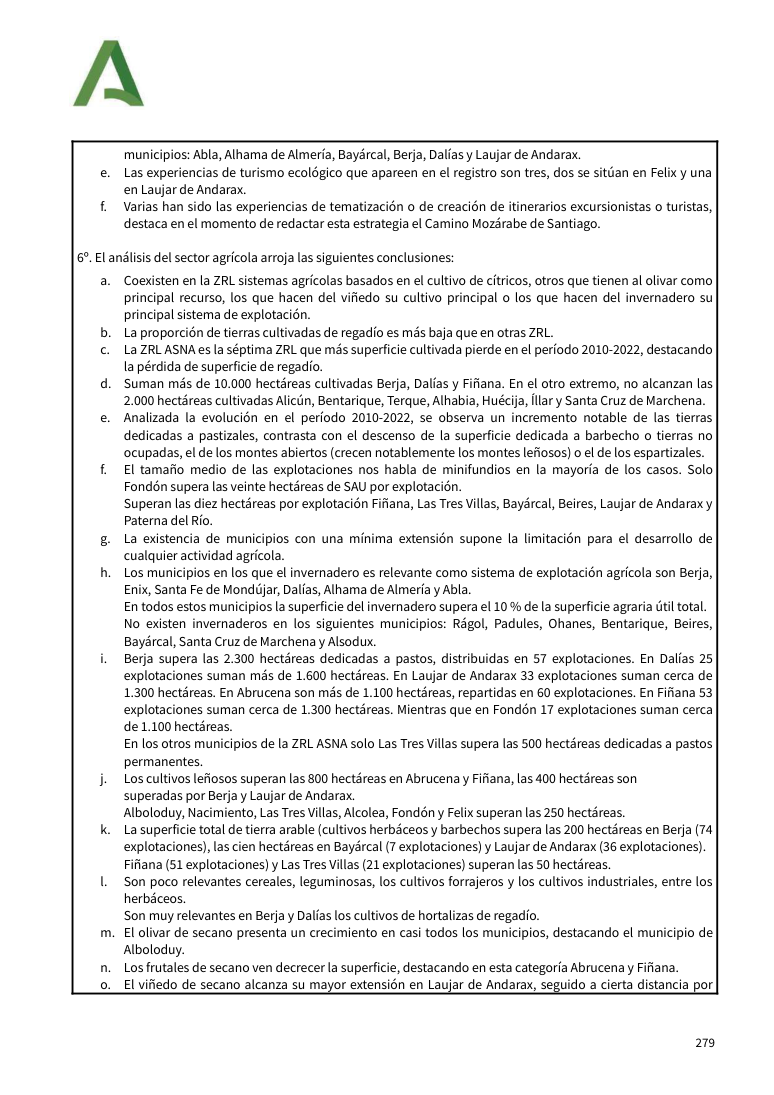 municipios: Abla, Alhama de Almería, Bayárcal, Berja, Dalías y Laujar de Andarax.
e. Las experiencias de turismo ecológico que apareen en el registro son tres, dos se sitúan en Felix y una
en Laujar de Andarax.
f. Varias han sido las experiencias de tematización o de creación de itinerarios excursionistas o turistas,
destaca en el momento de redactar esta estrategia el Camino Mozárabe de Santiago.
6º. El análisis del sector agrícola arroja las siguientes conclusiones:
a. Coexisten en la ZRL sistemas agrícolas basados en el cultivo de cítricos, otros que tienen al olivar como
principal recurso, los que hacen del viñedo su cultivo principal o los que hacen del invernadero su
principal sistema de explotación.
b. La proporción de tierras cultivadas de regadío es más baja que en otras ZRL.
c. La ZRL ASNA es la séptima ZRL que más superficie cultivada pierde en el período 2010-2022, destacando
la pérdida de superficie de regadío.
d. Suman más de 10.000 hectáreas cultivadas Berja, Dalías y Fiñana. En el otro extremo, no alcanzan las
2.000 hectáreas cultivadas Alicún, Bentarique, Terque, Alhabia, Huécija, Íllar y Santa Cruz de Marchena.
e. Analizada la evolución en el período 2010-2022, se observa un incremento notable de las tierras
dedicadas a pastizales, contrasta con el descenso de la superficie dedicada a barbecho o tierras no
ocupadas, el de los montes abiertos (crecen notablemente los montes leñosos) o el de los espartizales.
f. El tamaño medio de las explotaciones nos habla de minifundios en la mayoría de los casos. Solo
Fondón supera las veinte hectáreas de SAU por explotación.
Superan las diez hectáreas por explotación Fiñana, Las Tres Villas, Bayárcal, Beires, Laujar de Andarax y
Paterna del Río.
g. La existencia de municipios con una mínima extensión supone la limitación para el desarrollo de
cualquier actividad agrícola.
h. Los municipios en los que el invernadero es relevante como sistema de explotación agrícola son Berja,
Enix, Santa Fe de Mondújar, Dalías, Alhama de Almería y Abla.
En todos estos municipios la superficie del invernadero supera el 10 % de la superficie agraria útil total.
No existen invernaderos en los siguientes municipios: Rágol, Padules, Ohanes, Bentarique, Beires,
Bayárcal, Santa Cruz de Marchena y Alsodux.
i. Berja supera las 2.300 hectáreas dedicadas a pastos, distribuidas en 57 explotaciones. En Dalías 25
explotaciones suman más de 1.600 hectáreas. En Laujar de Andarax 33 explotaciones suman cerca de
1.300 hectáreas. En Abrucena son más de 1.100 hectáreas, repartidas en 60 explotaciones. En Fiñana 53
explotaciones suman cerca de 1.300 hectáreas. Mientras que en Fondón 17 explotaciones suman cerca
de 1.100 hectáreas.
En los otros municipios de la ZRL ASNA solo Las Tres Villas supera las 500 hectáreas dedicadas a pastos
permanentes.
j. Los cultivos leñosos superan las 800 hectáreas en Abrucena y Fiñana, las 400 hectáreas son
superadas por Berja y Laujar de Andarax.
Alboloduy, Nacimiento, Las Tres Villas, Alcolea, Fondón y Felix superan las 250 hectáreas.
k. La superficie total de tierra arable (cultivos herbáceos y barbechos supera las 200 hectáreas en Berja (74
explotaciones), las cien hectáreas en Bayárcal (7 explotaciones) y Laujar de Andarax (36 explotaciones).
Fiñana (51 explotaciones) y Las Tres Villas (21 explotaciones) superan las 50 hectáreas.
l. Son poco relevantes cereales, leguminosas, los cultivos forrajeros y los cultivos industriales, entre los
herbáceos.
Son muy relevantes en Berja y Dalías los cultivos de hortalizas de regadío.
m. El olivar de secano presenta un crecimiento en casi todos los municipios, destacando el municipio de
Alboloduy.
n. Los frutales de secano ven decrecer la superficie, destacando en esta categoría Abrucena y Fiñana.
o. El viñedo de secano alcanza su mayor extensión en Laujar de Andarax, seguido a cierta distancia por
279